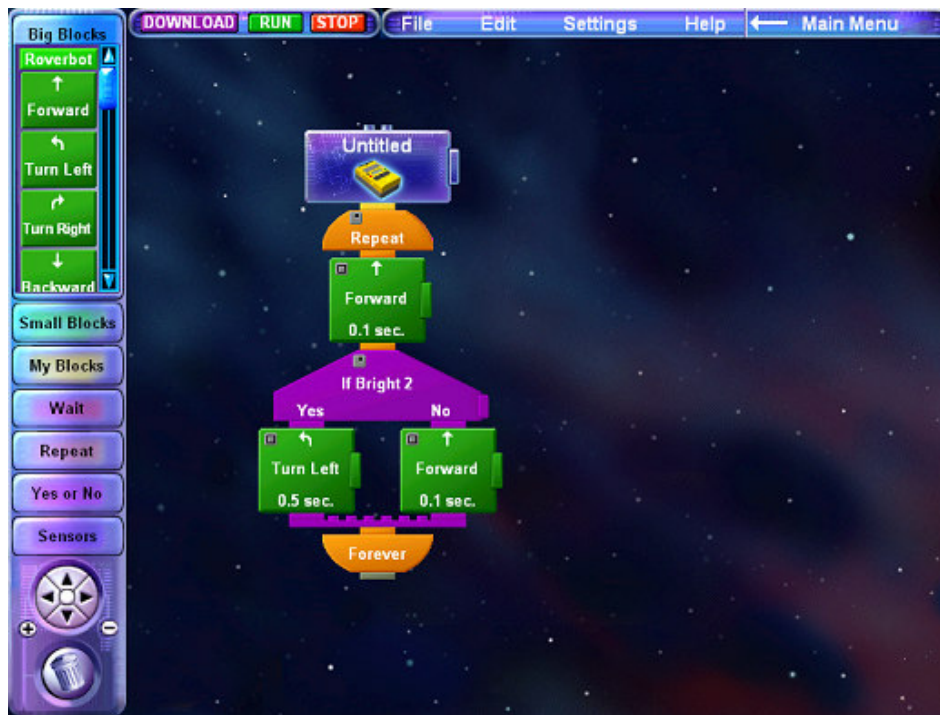 DOWNLOAD RUN STOP File Edit Settings Help Main Menu
Big Blocks
Roverbot
Forward
Turn Left
Turn Right
Backward
Small Blocks
My Blocks
Wait
Repeat
Yes or No
Sensors
Untitled
Repeat
Forward
0.1 sec.
If Bright 2
Yes No
Turn Left Forward
0.5 sec. 0.1 sec.
Forever